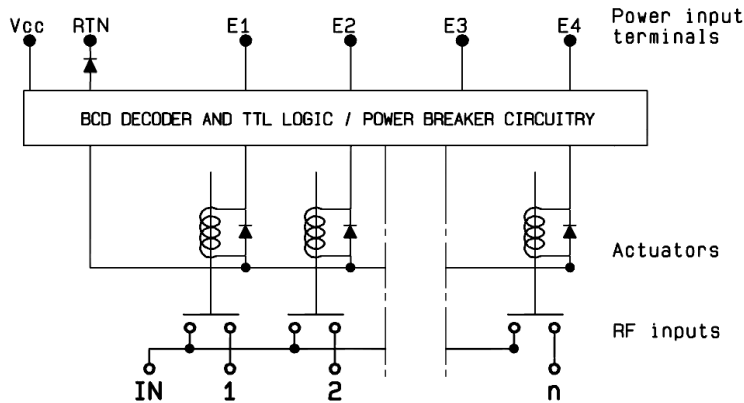 Vcc RTN E1 E2 E3 E4 Power input
terminals
BCD DECODER AND TTL LOGIC / POWER BREAKER CIRCUITRY
Actuators
RF inputs
IN 1 2 n